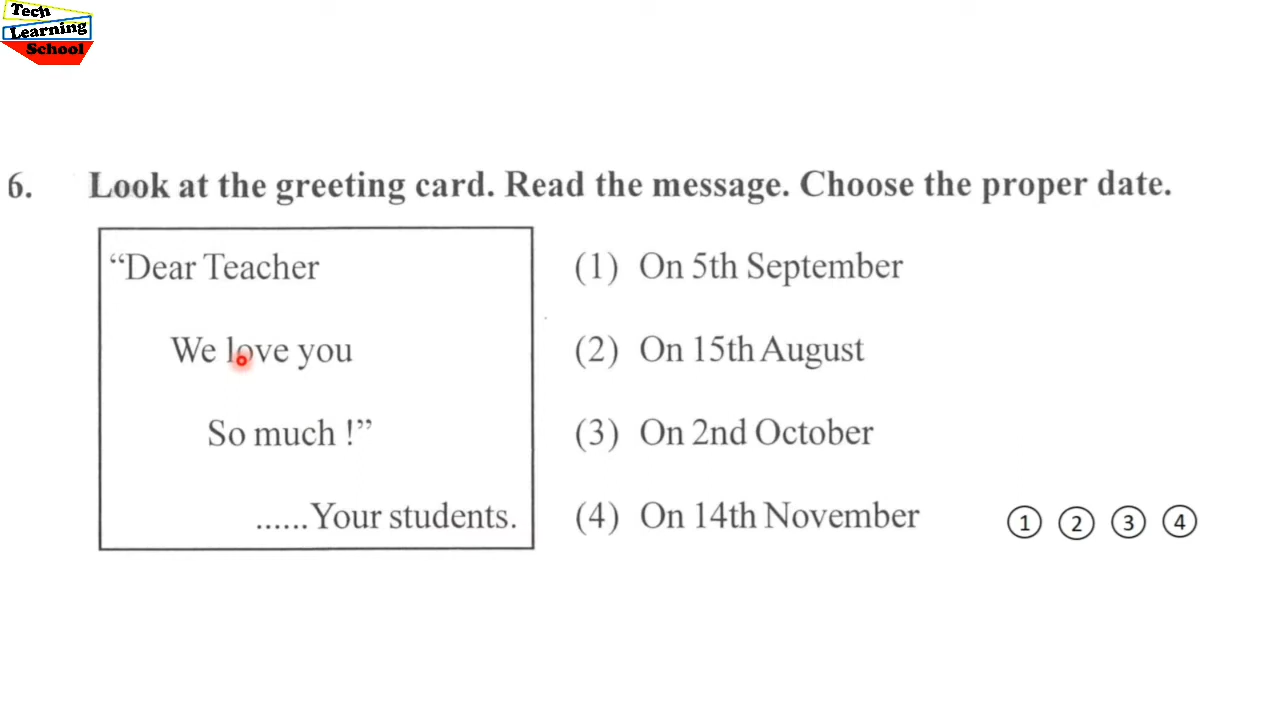 Tech
Learning
School
6. Look at the greeting card. Read the message. Choose the proper date.
“Dear Teacher
We love you
So much !”
......Your students.
(1) On 5th September
(2) On 15th August
(3) On 2nd October
(4) On 14th November
1 2 3 4